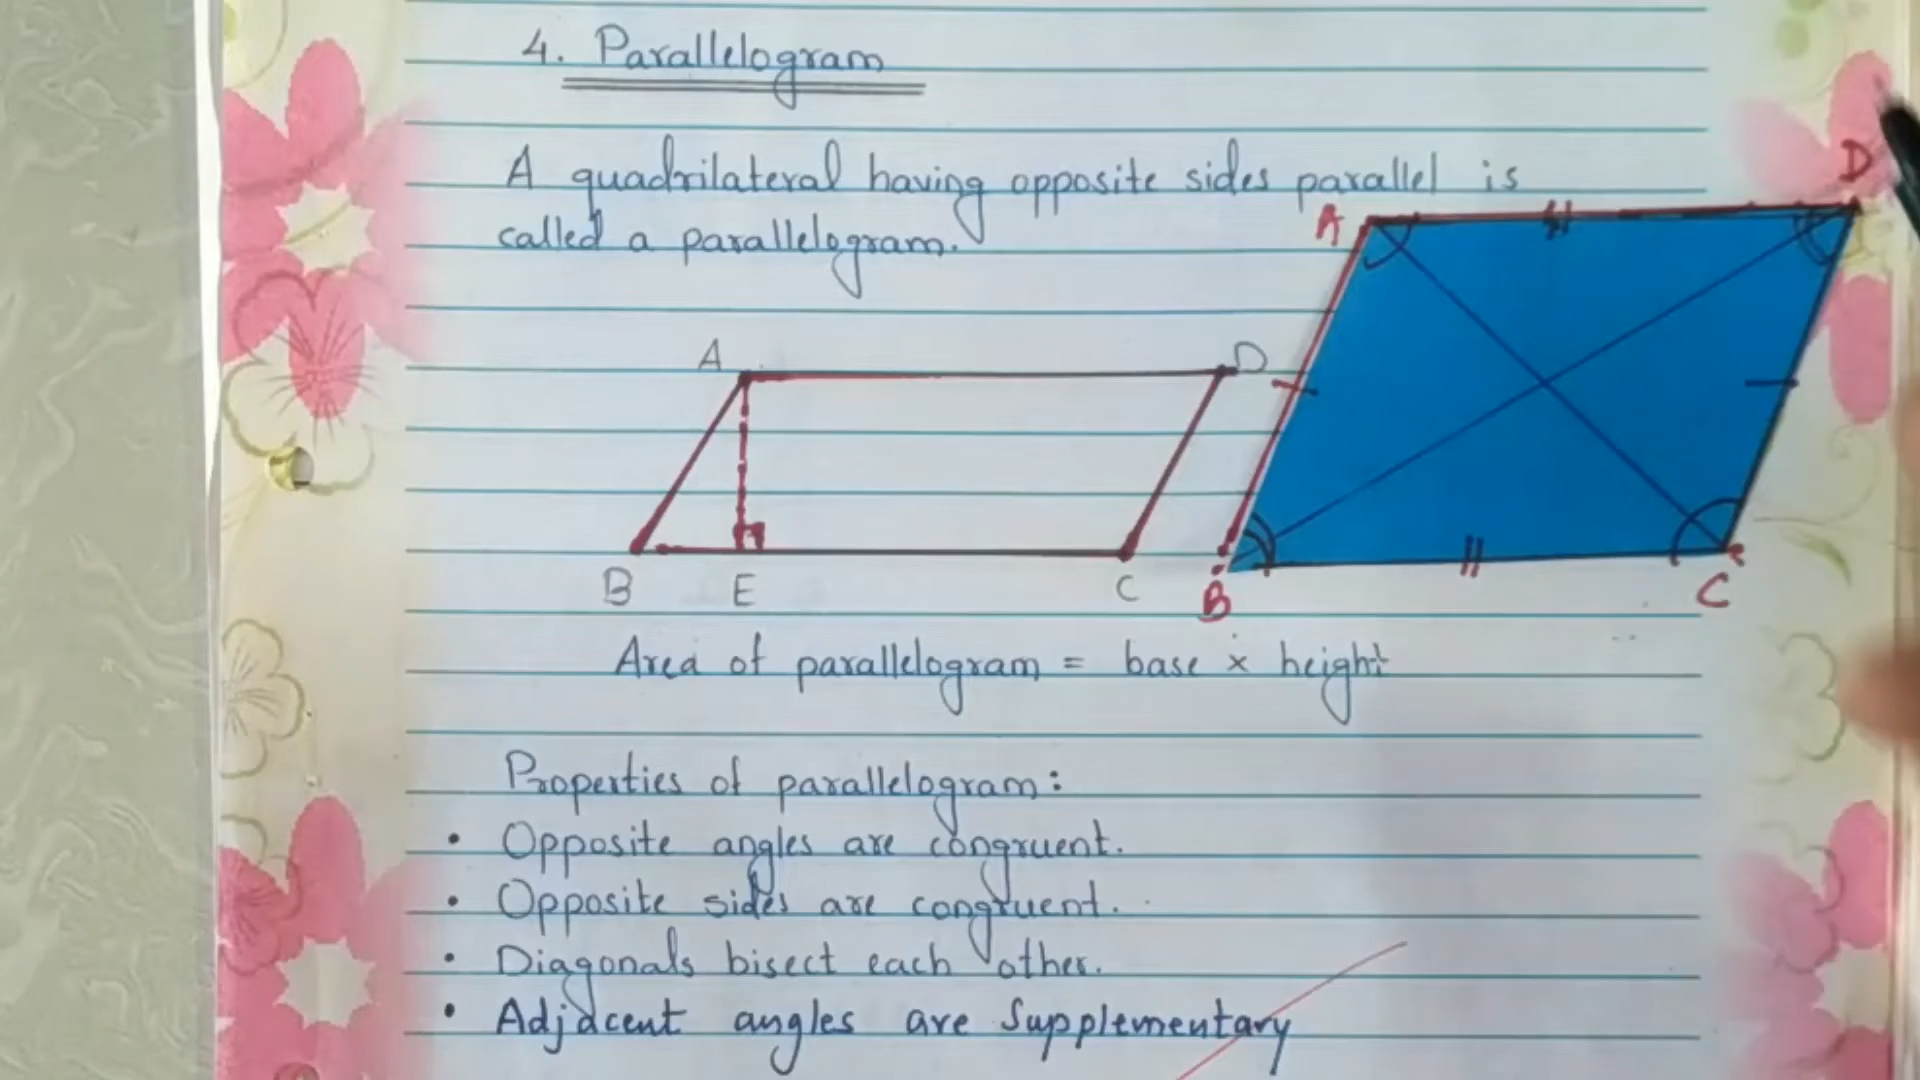 4. Parallelogram
A quadrilateral having opposite sides parallel is
called a parallelogram.
A D
B E C
A D
B C
Area of parallelogram = base × height
Properties of parallelogram:
• Opposite angles are congruent.
• Opposite sides are congruent.
• Diagonals bisect each other.
• Adjacent angles are Supplementary